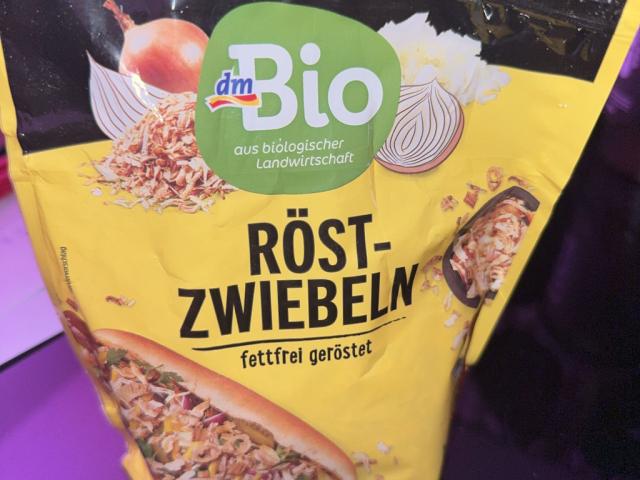 dm
Bio
aus biologischer
Landwirtschaft
RÖST-
ZWIEBELN
fettfrei geröstet